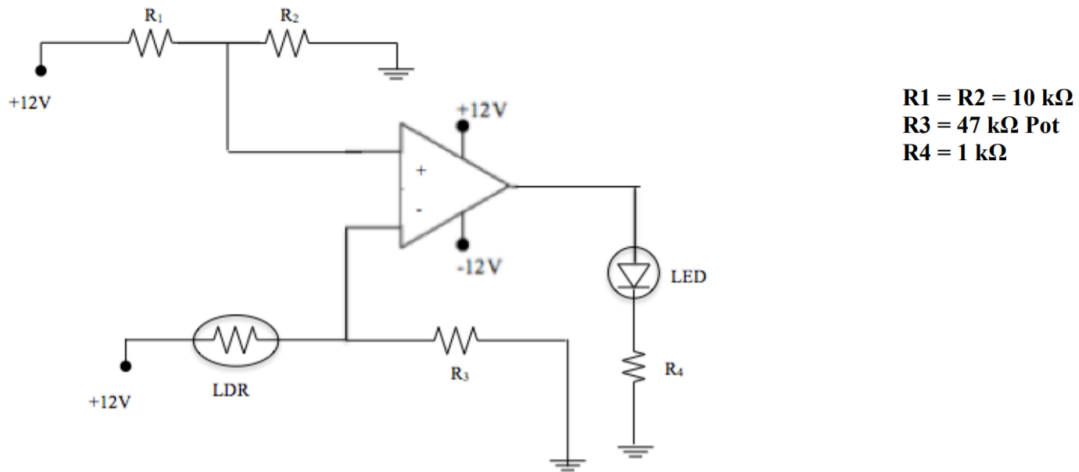 R1
R2
+12V
+12V
R1 = R2 = 10 kΩ
R3 = 47 kΩ Pot
R4 = 1 kΩ
+
-
-12V
LED
R3
R4
LDR
+12V